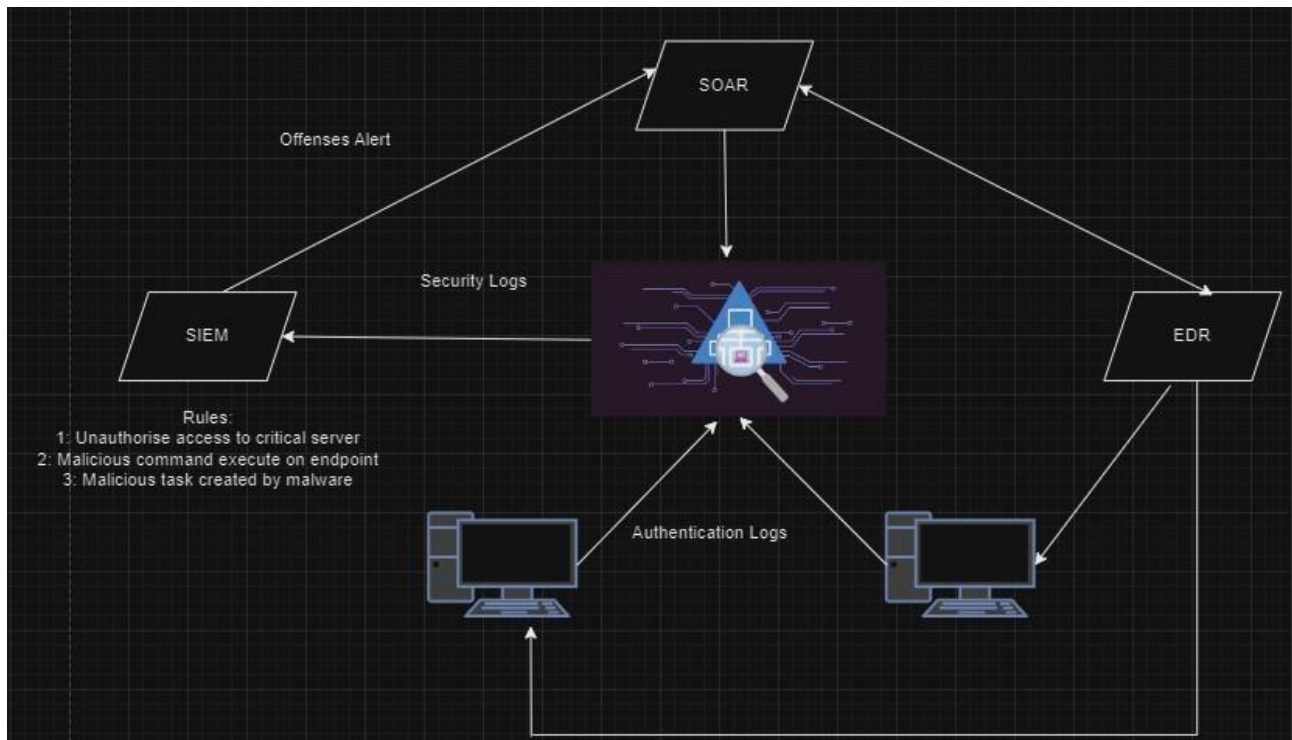 SOAR
Offenses Alert
Security Logs
SIEM
EDR
Rules:
1: Unauthorise access to critical server
2: Malicious command execute on endpoint
3: Malicious task created by malware
Authentication Logs